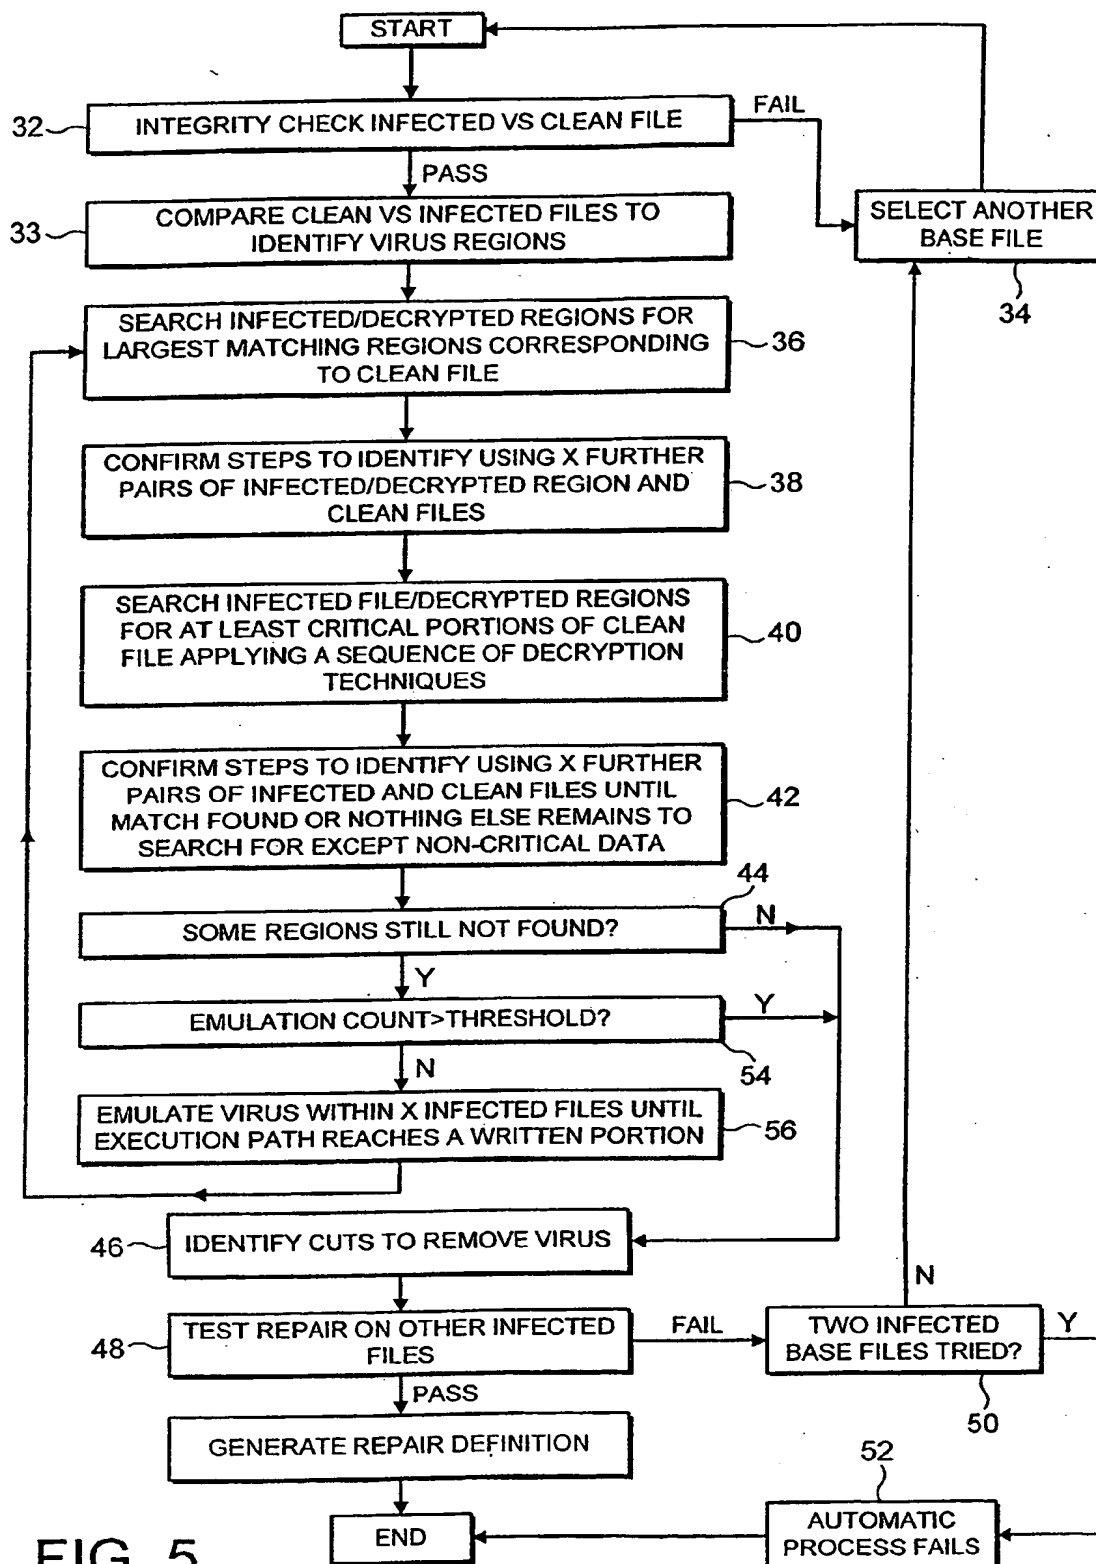 START
32
INTEGRITY CHECK INFECTED VS CLEAN FILE
FAIL
PASS
33
COMPARE CLEAN VS INFECTED FILES TO
IDENTIFY VIRUS REGIONS
SELECT ANOTHER
BASE FILE
34
SEARCH INFECTED/DECRYPTED REGIONS FOR
LARGEST MATCHING REGIONS CORRESPONDING
TO CLEAN FILE
36
CONFIRM STEPS TO IDENTIFY USING X FURTHER
PAIRS OF INFECTED/DECRYPTED REGION AND
CLEAN FILES
38
SEARCH INFECTED FILE/DECRYPTED REGIONS
FOR AT LEAST CRITICAL PORTIONS OF CLEAN
FILE APPLYING A SEQUENCE OF DECRYPTION
TECHNIQUES
40
CONFIRM STEPS TO IDENTIFY USING X FURTHER
PAIRS OF INFECTED AND CLEAN FILES UNTIL
MATCH FOUND OR NOTHING ELSE REMAINS TO
SEARCH FOR EXCEPT NON-CRITICAL DATA
42
44
SOME REGIONS STILL NOT FOUND?
N
Y
EMULATION COUNT>THRESHOLD?
Y
54
N
EMULATE VIRUS WITHIN X INFECTED FILES UNTIL
EXECUTION PATH REACHES A WRITTEN PORTION
56
46
IDENTIFY CUTS TO REMOVE VIRUS
N
48
TEST REPAIR ON OTHER INFECTED
FILES
FAIL
TWO INFECTED
BASE FILES TRIED?
Y
50
PASS
GENERATE REPAIR DEFINITION
52
END
AUTOMATIC
PROCESS FAILS
FIG. 5